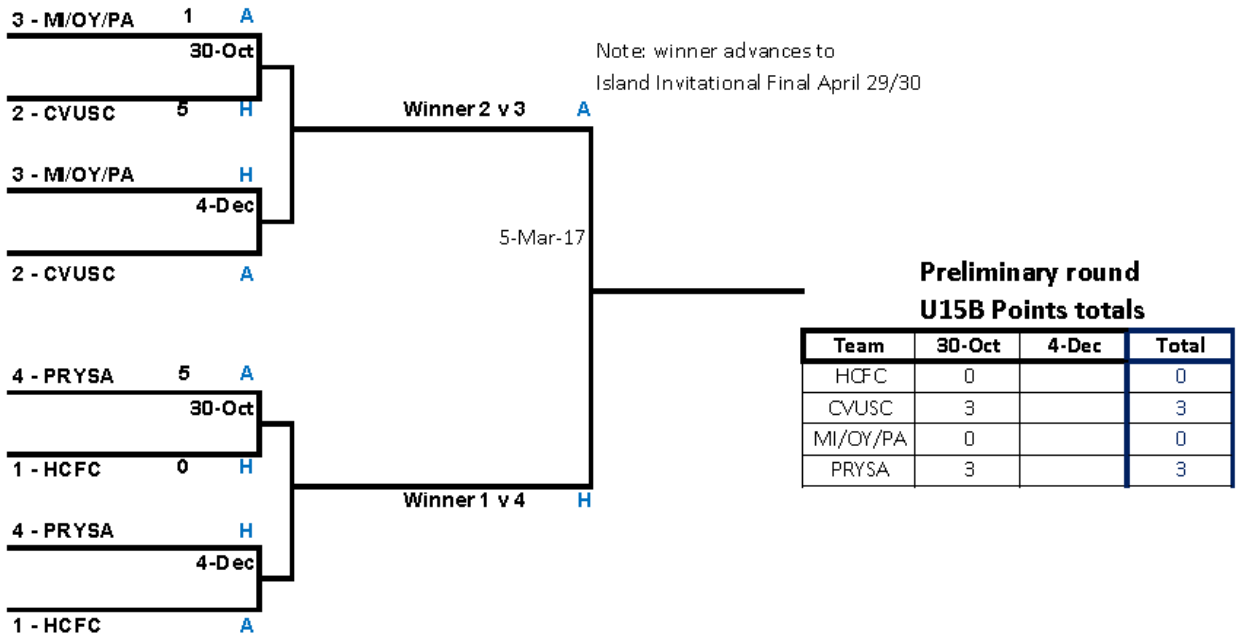 3 - MI/OY/PA 1 A
30-Oct
2 - CVUSC 5 H
3 - MI/OY/PA H
4-Dec
2 - CVUSC A
4 - PRYSA 5 A
30-Oct
1 - HCFC 0 H
4 - PRYSA H
4-Dec
1 - HCFC A
Winner 2 v 3 A
5-Mar-17
Winner 1 v 4 H
Note: winner advances to
Island Invitational Final April 29/30
Preliminary round
U15B Points totals
Team 30-Oct 4-Dec Total
HCFC 0 0
CVUSC 3 3
MI/OY/PA 0 0
PRYSA 3 3